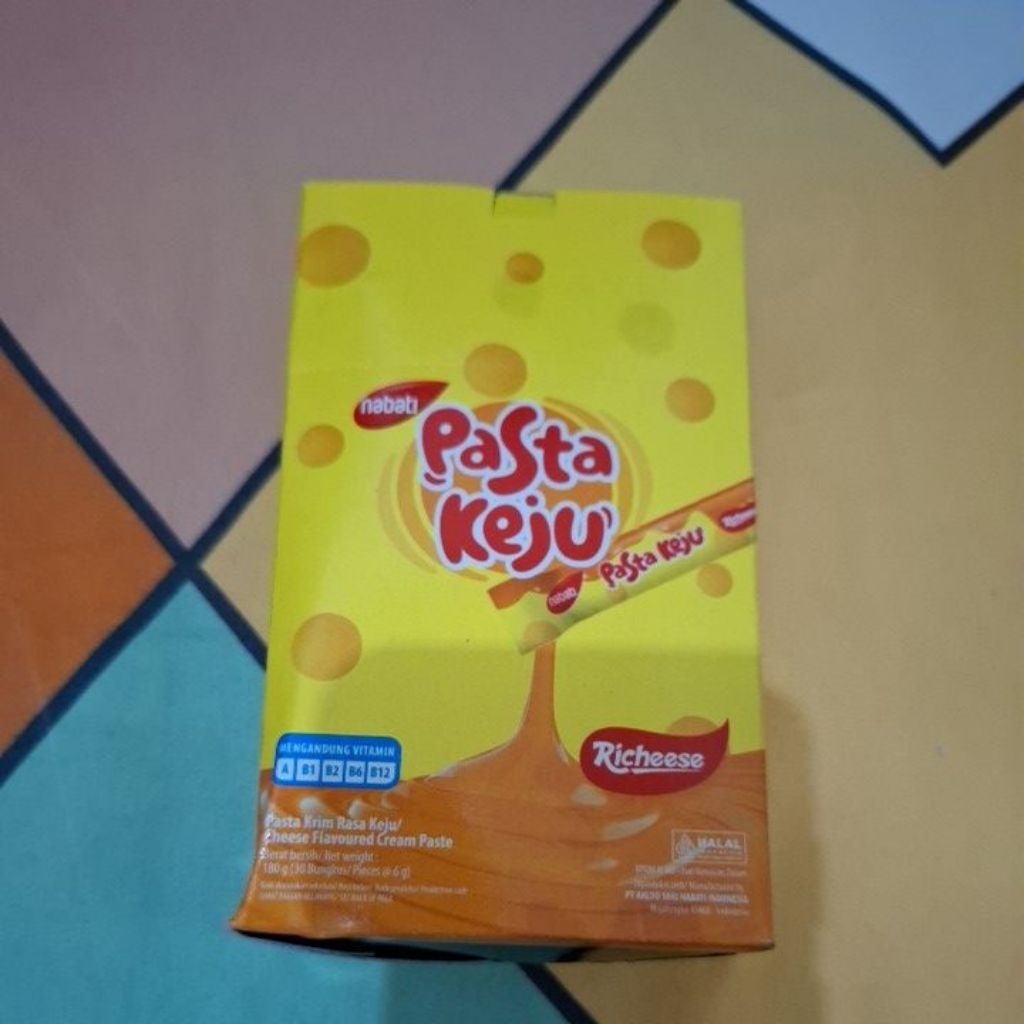 nabati
Pasta
Keju
nabati Pasta Keju Richeese
MENGANDUNG VITAMIN
A B1 B2 B6 B12
Richeese
Pasta Krim Rasa Keju/
Cheese Flavoured Cream Paste
Berat bersih/ Net weight :
180 g (30 Bungkus/ Pieces @ 6 g)
HALAL
PT KALDU SARI NABATI INDONESIA